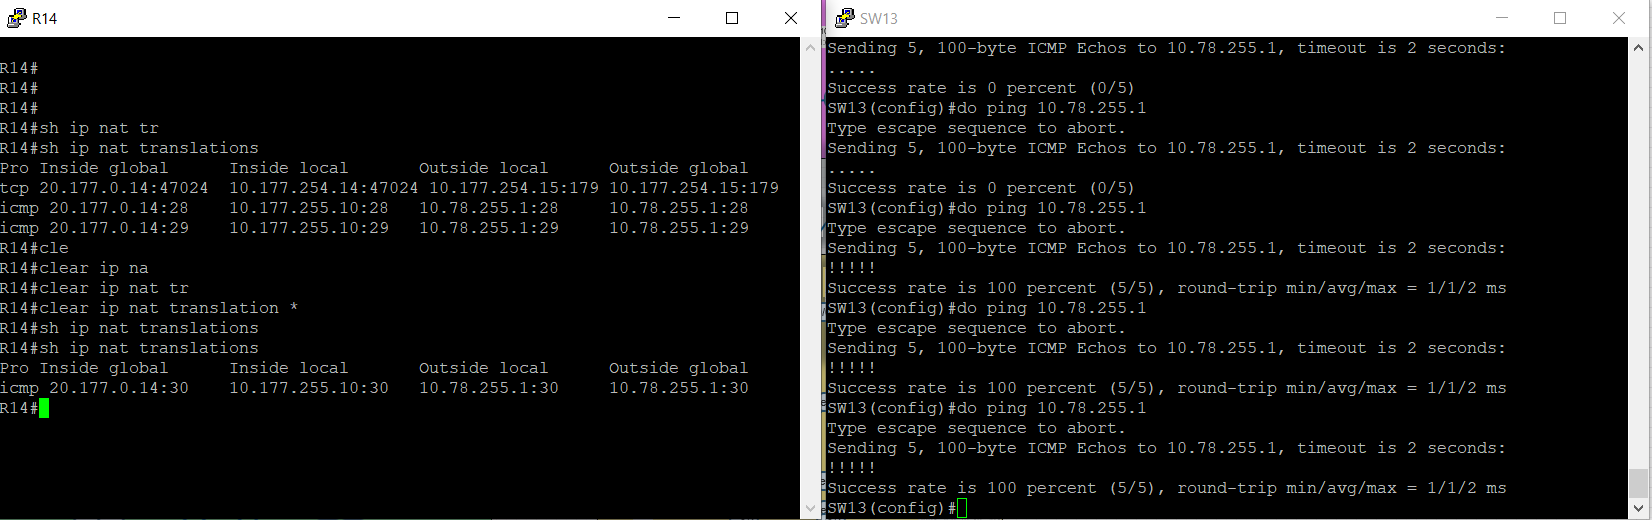 R14
R14#
R14#
R14#
R14#sh ip nat tr
R14#sh ip nat translations
Pro Inside global      Inside local       Outside local      Outside global
tcp 20.177.0.14:47024  10.177.254.14:47024 10.177.254.15:179 10.177.254.15:179
icmp 20.177.0.14:28    10.177.255.10:28   10.78.255.1:28     10.78.255.1:28
icmp 20.177.0.14:29    10.177.255.10:29   10.78.255.1:29     10.78.255.1:29
R14#cle
R14#clear ip na
R14#clear ip nat tr
R14#clear ip nat translation *
R14#sh ip nat translations
R14#sh ip nat translations
Pro Inside global      Inside local       Outside local      Outside global
icmp 20.177.0.14:30    10.177.255.10:30   10.78.255.1:30     10.78.255.1:30
R14#
SW13
Sending 5, 100-byte ICMP Echos to 10.78.255.1, timeout is 2 seconds:
.....
Success rate is 0 percent (0/5)
SW13(config)#do ping 10.78.255.1
Type escape sequence to abort.
Sending 5, 100-byte ICMP Echos to 10.78.255.1, timeout is 2 seconds:
.....
Success rate is 0 percent (0/5)
SW13(config)#do ping 10.78.255.1
Type escape sequence to abort.
Sending 5, 100-byte ICMP Echos to 10.78.255.1, timeout is 2 seconds:
!!!!!
Success rate is 100 percent (5/5), round-trip min/avg/max = 1/1/2 ms
SW13(config)#do ping 10.78.255.1
Type escape sequence to abort.
Sending 5, 100-byte ICMP Echos to 10.78.255.1, timeout is 2 seconds:
!!!!!
Success rate is 100 percent (5/5), round-trip min/avg/max = 1/1/2 ms
SW13(config)#do ping 10.78.255.1
Type escape sequence to abort.
Sending 5, 100-byte ICMP Echos to 10.78.255.1, timeout is 2 seconds:
!!!!!
Success rate is 100 percent (5/5), round-trip min/avg/max = 1/1/2 ms
SW13(config)#